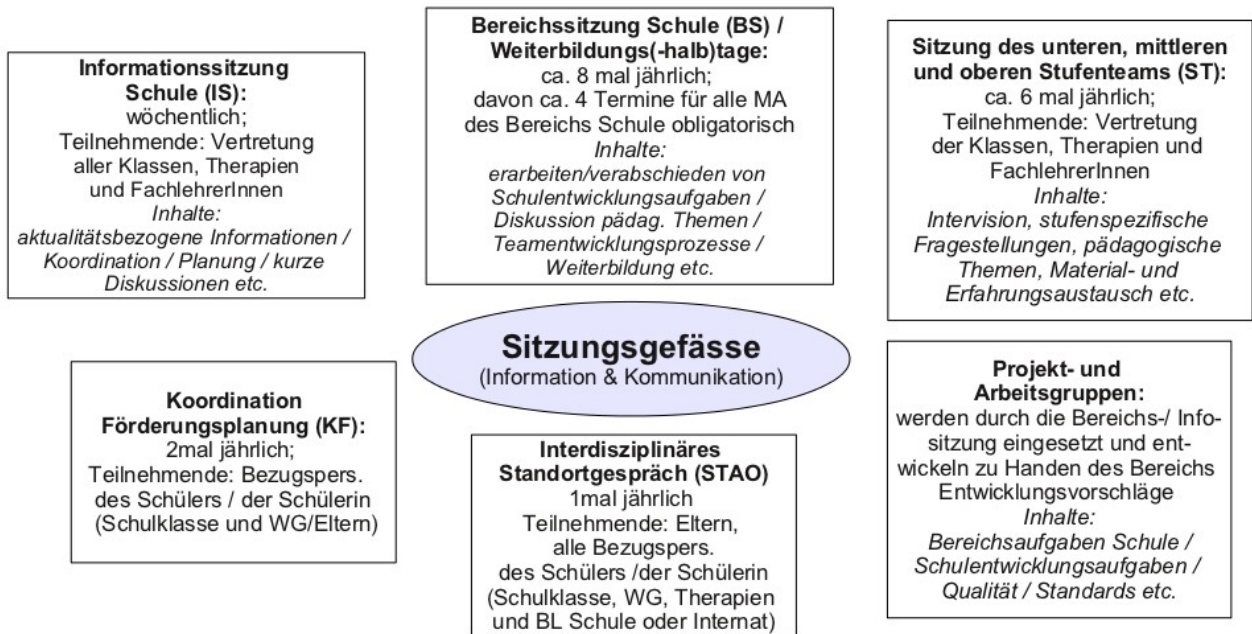 Informationssitzung
Schule (IS):
wöchentlich;
Teilnehmende: Vertretung
aller Klassen, Therapien
und FachlehrerInnen
Inhalte:
aktualitätsbezogene Informationen /
Koordination / Planung / kurze
Diskussionen etc.
Bereichssitzung Schule (BS) /
Weiterbildungs(-halb)tage:
ca. 8 mal jährlich;
davon ca. 4 Termine für alle MA
des Bereichs Schule obligatorisch
Inhalte:
erarbeiten/verabschieden von
Schulentwicklungsaufgaben /
Diskussion pädag. Themen /
Teamentwicklungsprozesse /
Weiterbildung etc.
Sitzung des unteren, mittleren
und oberen Stufenteams (ST):
ca. 6 mal jährlich;
Teilnehmende: Vertretung
der Klassen, Therapien und
FachlehrerInnen
Inhalte:
Intervision, stufenspezifische
Fragestellungen, pädagogische
Themen, Material- und
Erfahrungsaustausch etc.
Sitzungsgefässe
(Information & Kommunikation)
Koordination
Förderungsplanung (KF):
2mal jährlich;
Teilnehmende: Bezugspers.
des Schülers / der Schülerin
(Schulklasse und WG/Eltern)
Interdisziplinäres
Standortgespräch (STAO)
1mal jährlich
Teilnehmende: Eltern,
alle Bezugspers.
des Schülers /der Schülerin
(Schulklasse, WG, Therapien
und BL Schule oder Internat)
Projekt- und
Arbeitsgruppen:
werden durch die Bereichs-/ Info-
sitzung eingesetzt und ent-
wickeln zu Handen des Bereichs
Entwicklungsvorschläge
Inhalte:
Bereichsaufgaben Schule /
Schulentwicklungsaufgaben /
Qualität / Standards etc.